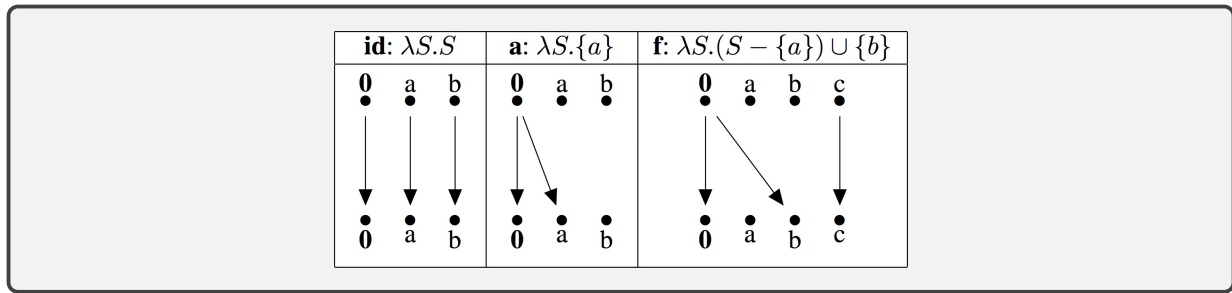 id: λS.S a: λS.{a} f: λS.(S − {a}) ∪ {b}
0 a b 0 a b 0 a b c
0 a b 0 a b 0 a b c